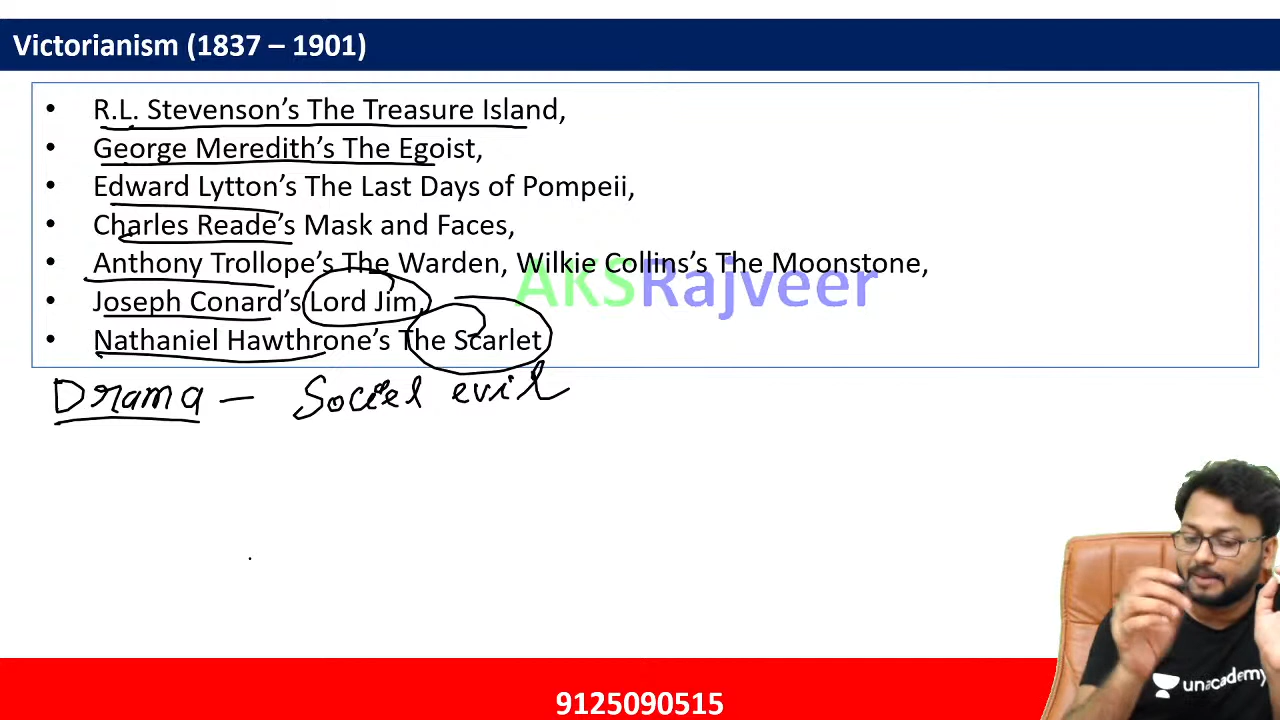 Victorianism (1837 – 1901)
• R.L. Stevenson's The Treasure Island,
• George Meredith's The Egoist,
• Edward Lytton's The Last Days of Pompeii,
• Charles Reade's Mask and Faces,
• Anthony Trollope's The Warden, Wilkie Collins's The Moonstone,
AKSRajveer
• Joseph Conard's Lord Jim,
• Nathaniel Hawthrone's The Scarlet
Drama – Social evil
unacademy
9125090515